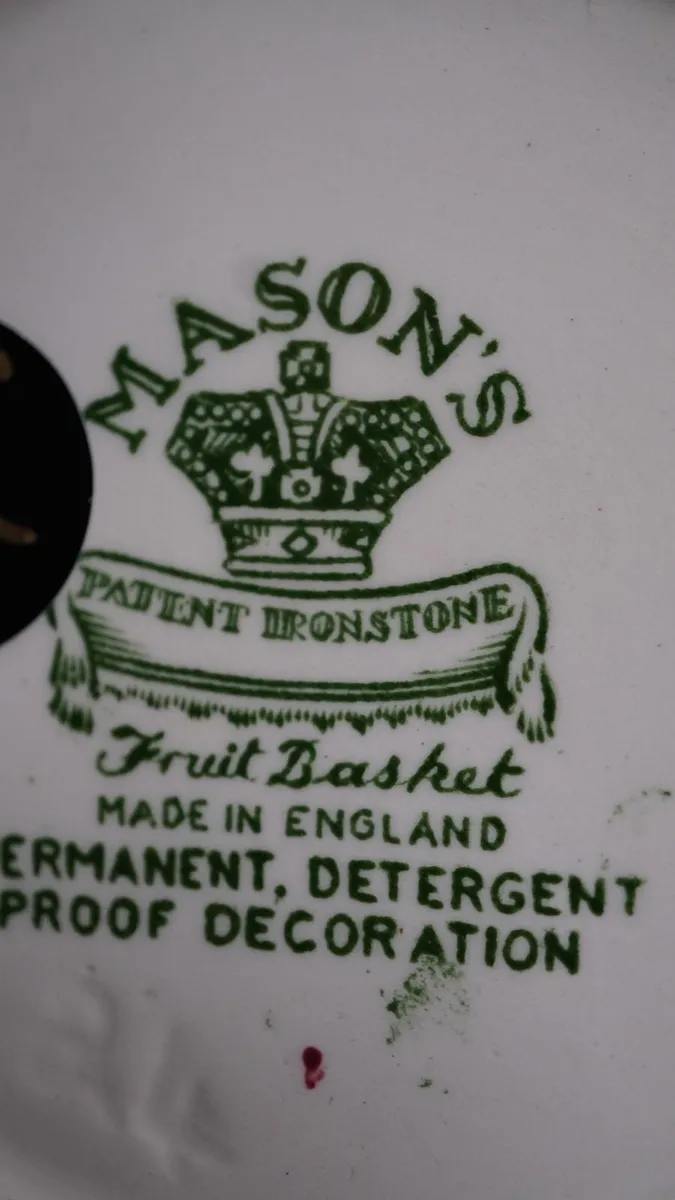 MASON'S
PATENT IRONSTONE
Fruit Basket
MADE IN ENGLAND
ERMANENT, DETERGENT
PROOF DECORATION